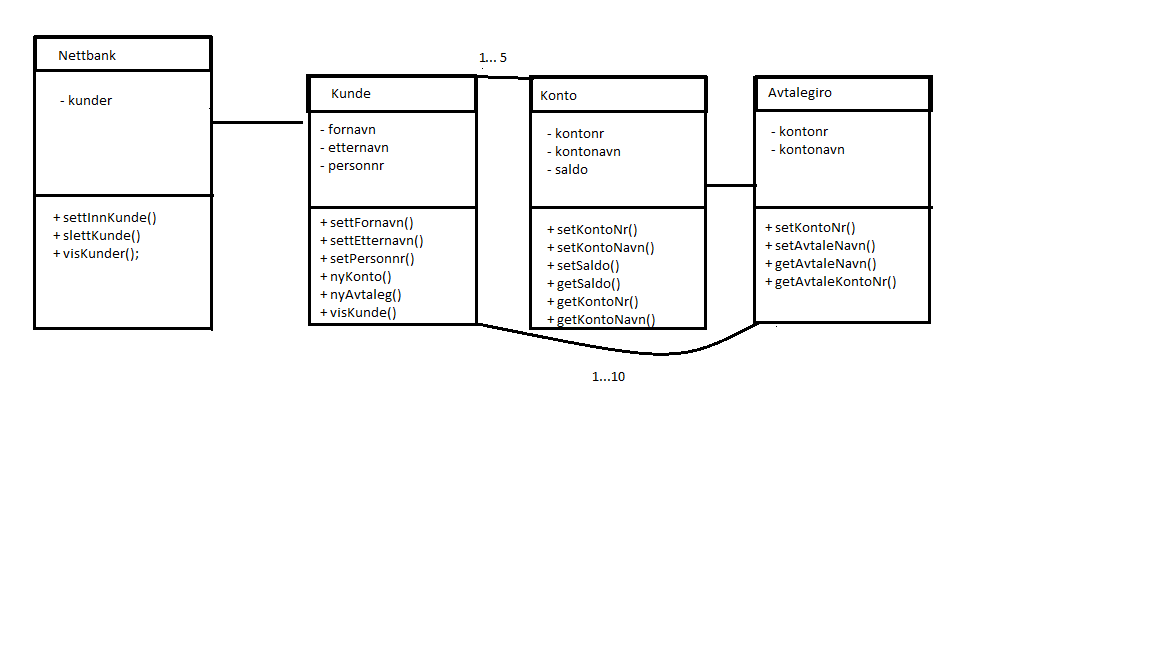 Nettbank
- kunder
+ settInnKunde()
+ slettKunde()
+ visKunder();
1... 5
Kunde
- fornavn
- etternavn
- personnr
+ settFornavn()
+ settEtternavn()
+ setPersonnr()
+ nyKonto()
+ nyAvtaleg()
+ visKunde()
Konto
- kontonr
- kontonavn
- saldo
+ setKontoNr()
+ setKontoNavn()
+ setSaldo()
+ getSaldo()
+ getKontoNr()
+ getKontoNavn()
Avtalegiro
- kontonr
- kontonavn
+ setKontoNr()
+ setAvtaleNavn()
+ getAvtaleNavn()
+ getAvtaleKontoNr()
1...10